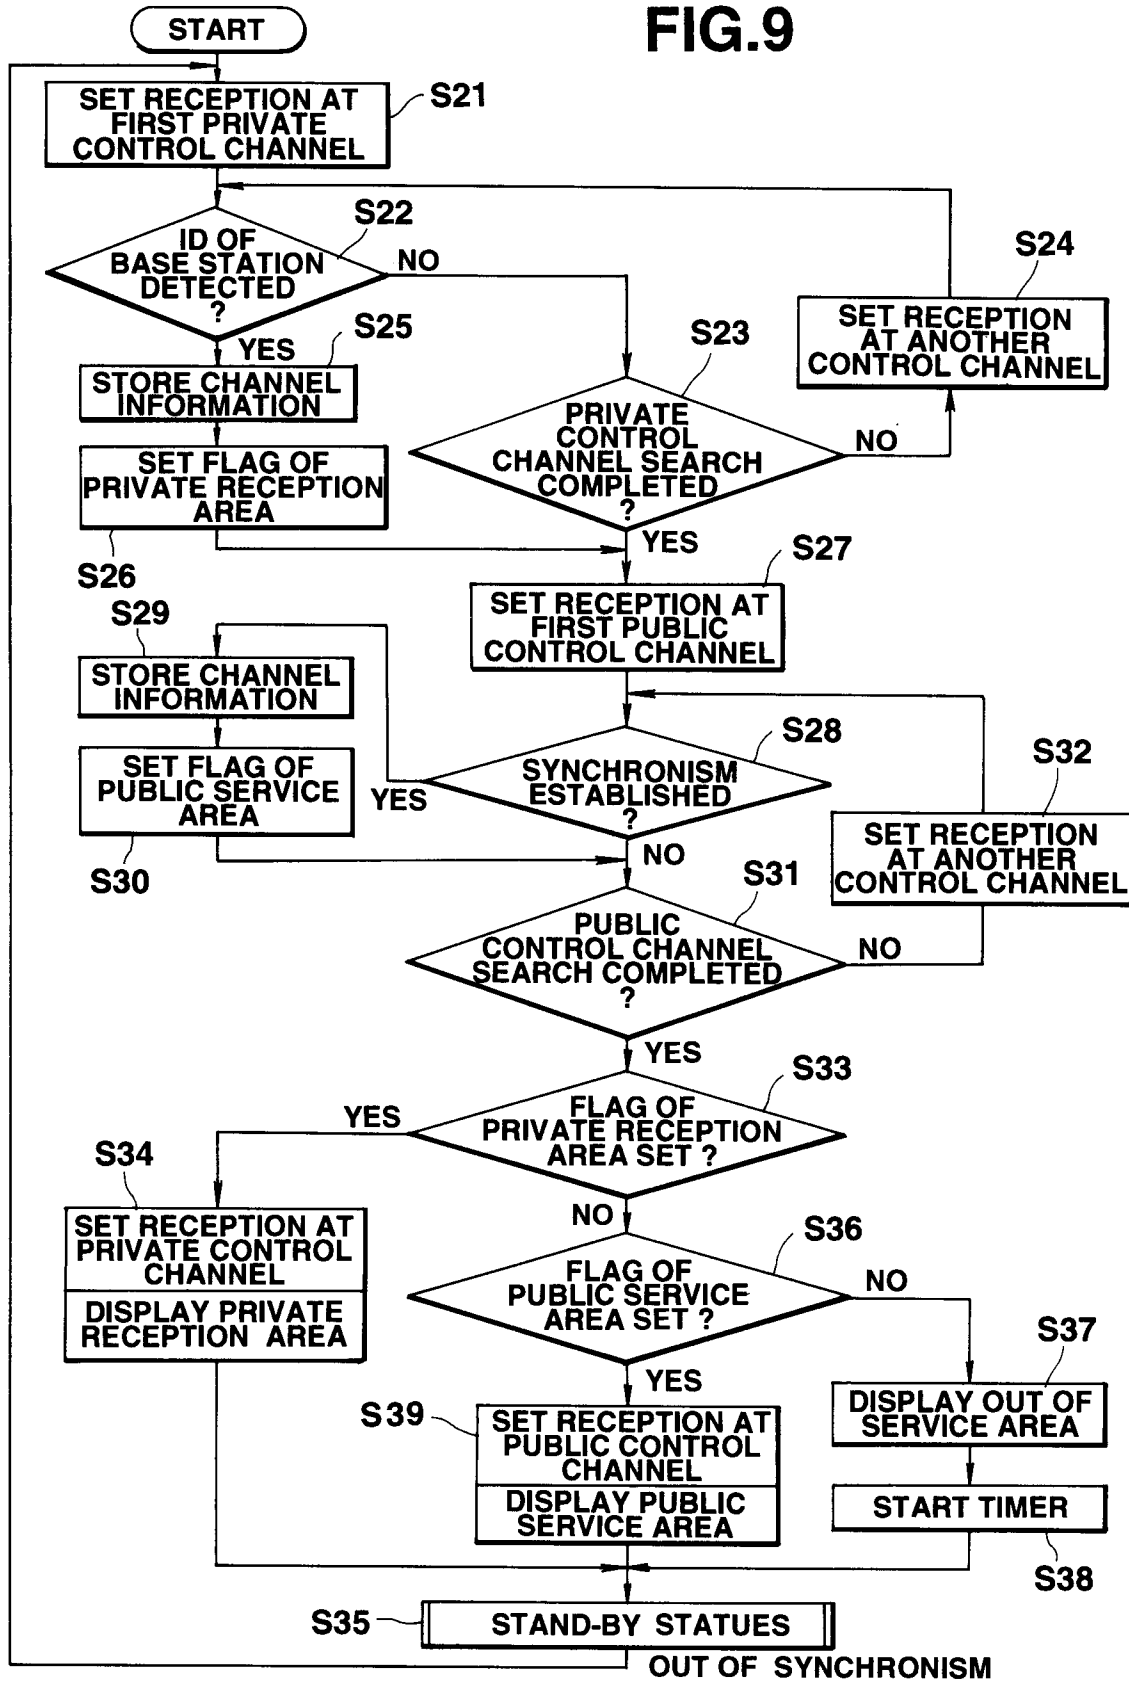 FIG.9
START
SET RECEPTION AT
FIRST PRIVATE
CONTROL CHANNEL
S21
S22
ID OF
BASE STATION
DETECTED
?
NO
YES
S24
SET RECEPTION
AT ANOTHER
CONTROL CHANNEL
S25
STORE CHANNEL
INFORMATION
S23
PRIVATE
CONTROL
CHANNEL SEARCH
COMPLETED
?
NO
YES
SET FLAG OF
PRIVATE RECEPTION
AREA
S26
S27
SET RECEPTION AT
FIRST PUBLIC
CONTROL CHANNEL
S29
STORE CHANNEL
INFORMATION
S28
SYNCHRONISM
ESTABLISHED
?
YES
NO
SET FLAG OF
PUBLIC SERVICE
AREA
S30
S32
SET RECEPTION
AT ANOTHER
CONTROL CHANNEL
S31
PUBLIC
CONTROL CHANNEL
SEARCH COMPLETED
?
NO
YES
S33
FLAG OF
PRIVATE RECEPTION
AREA SET ?
YES
NO
S34
SET RECEPTION AT
PRIVATE CONTROL
CHANNEL
DISPLAY PRIVATE
RECEPTION AREA
S36
FLAG OF
PUBLIC SERVICE
AREA SET ?
NO
YES
S37
DISPLAY OUT OF
SERVICE AREA
S39
SET RECEPTION AT
PUBLIC CONTROL
CHANNEL
DISPLAY PUBLIC
SERVICE AREA
START TIMER
S38
S35
STAND-BY STATUES
OUT OF SYNCHRONISM